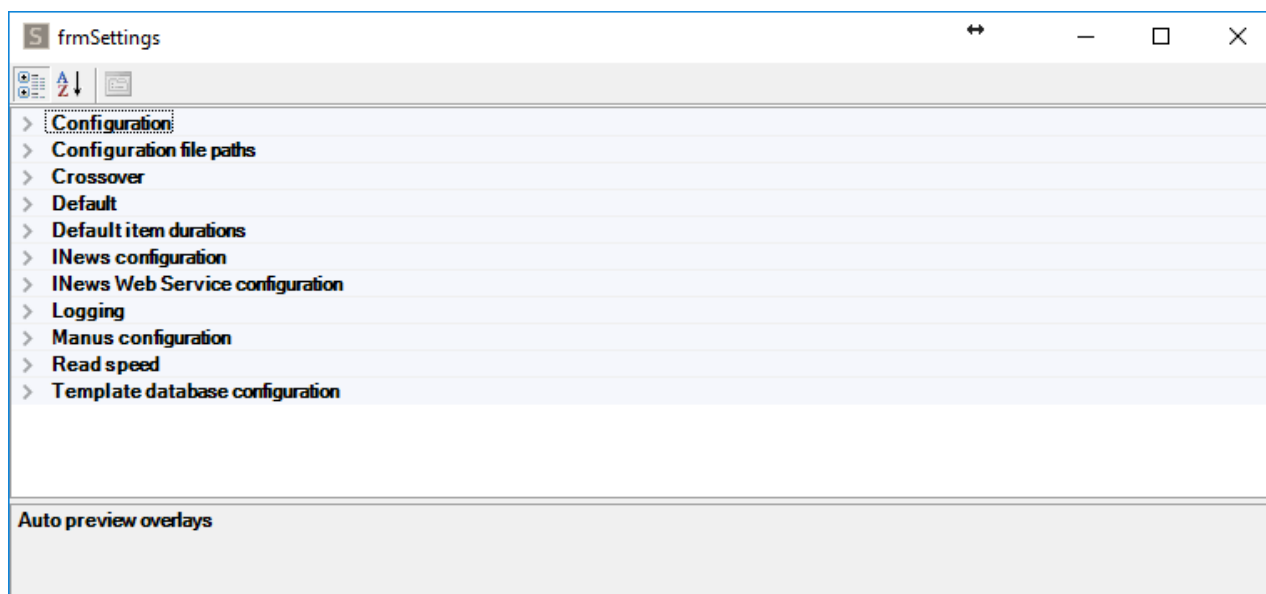 S frmSettings
A
Z
Configuration
Configuration file paths
Crossover
Default
Default item durations
INews configuration
INews Web Service configuration
Logging
Manus configuration
Read speed
Template database configuration
Auto preview overlays